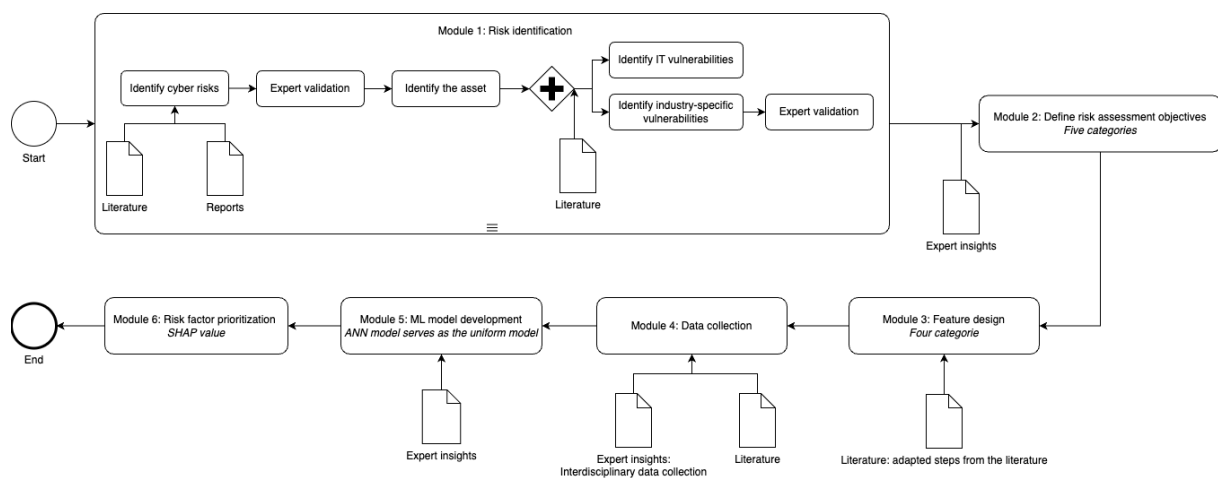 Module 1: Risk identification
Identify IT vulnerabilities
Identify cyber risks
Expert validation
Identify the asset
Identify industry-specific
vulnerabilities
Expert validation
Start
Literature
Reports
Literature
Module 2: Define risk assessment objectives
Five categories
Expert insights
Module 6: Risk factor prioritization
SHAP value
Module 5: ML model development
ANN model serves as the uniform model
Module 4: Data collection
Module 3: Feature design
Four categorie
End
Expert insights
Expert insights:
Interdisciplinary data collection
Literature
Literature: adapted steps from the literature